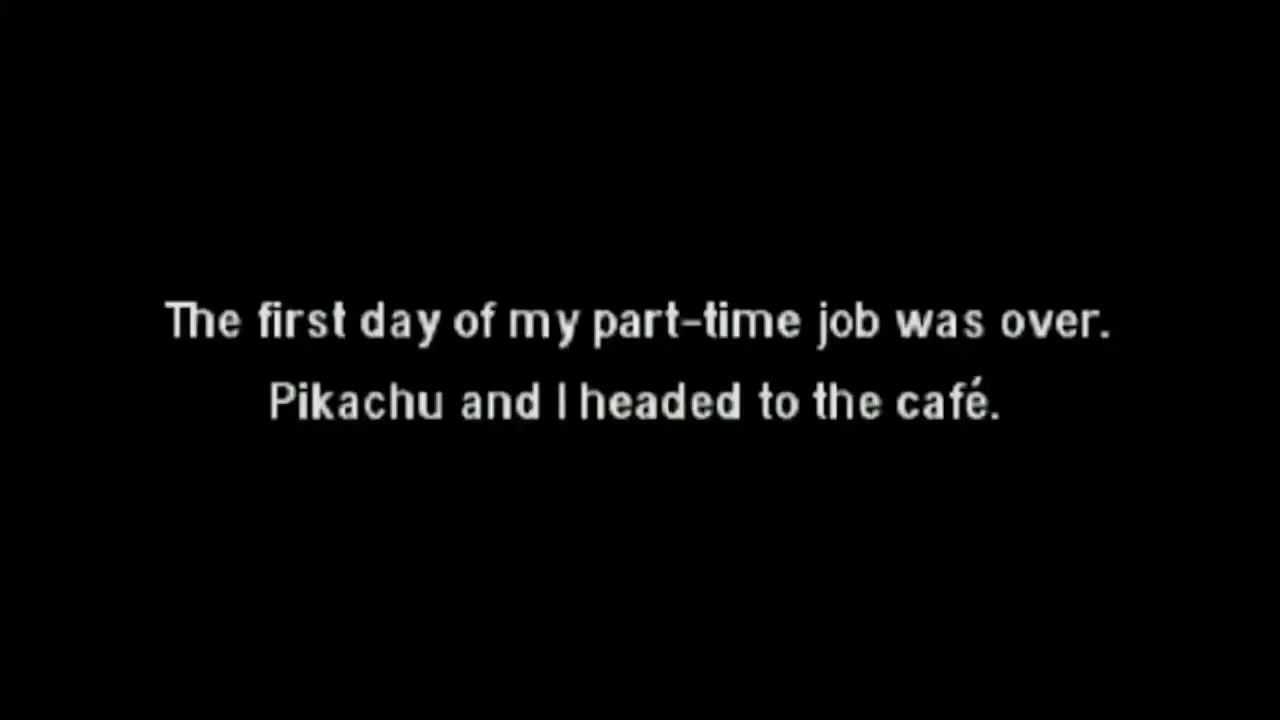 The first day of my part-time job was over.
Pikachu and I headed to the café.